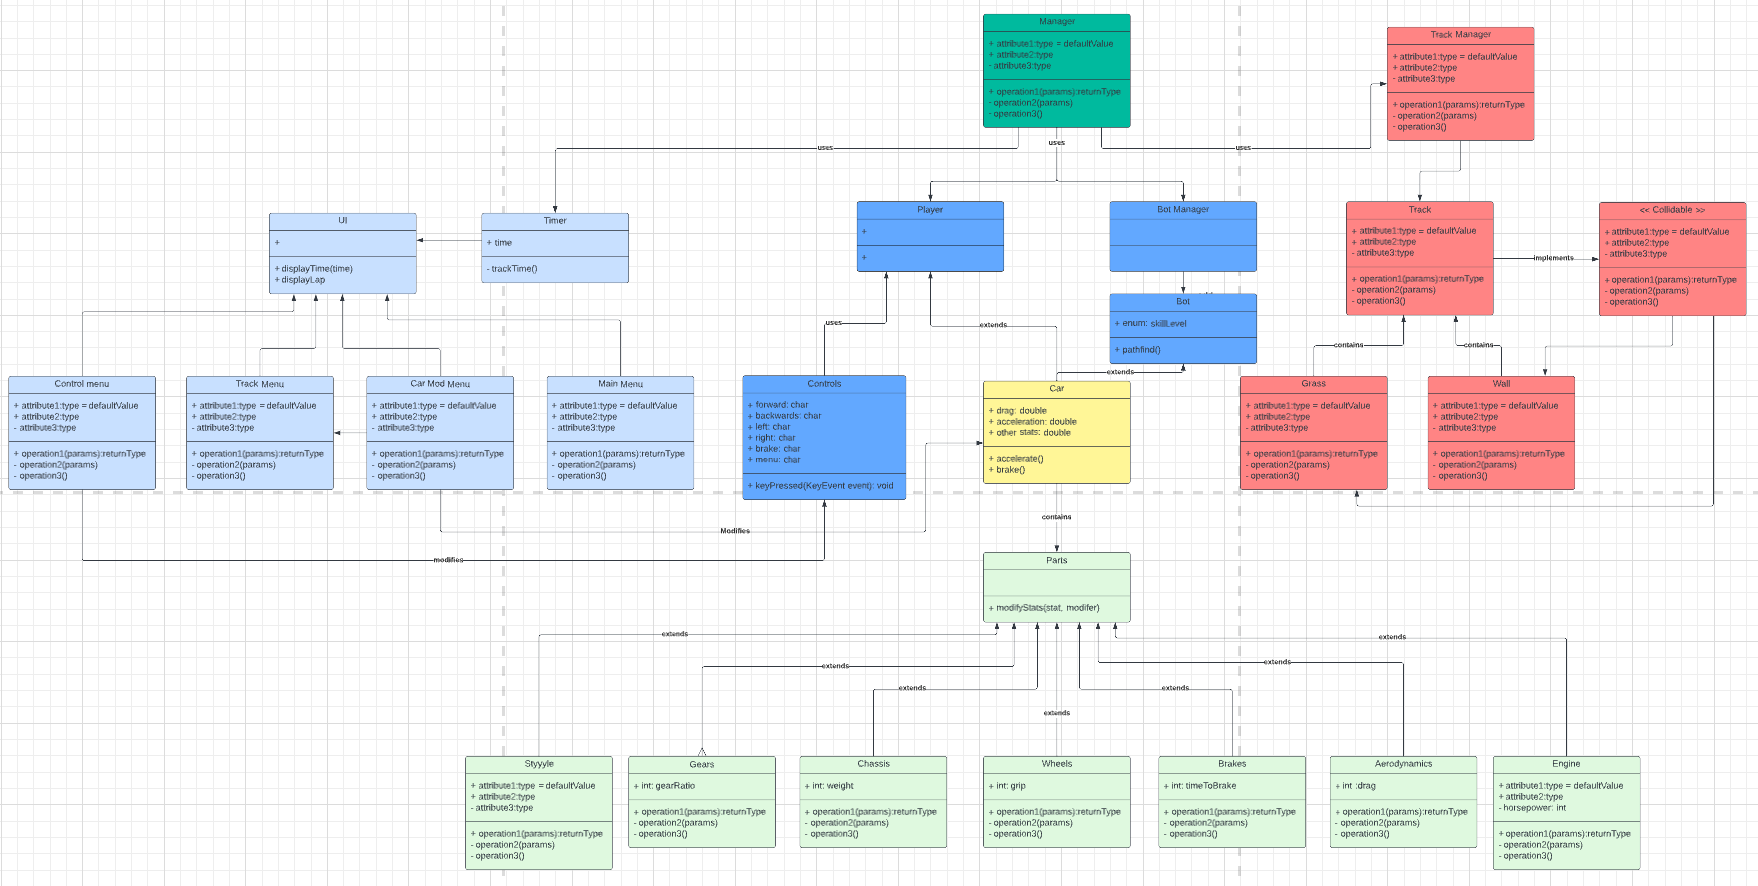 Manager
+ attribute1:type = defaultValue
+ attribute2:type
- attribute3:type
+ operation1(params):returnType
- operation2(params)
- operation3()
Track Manager
+ attribute1:type = defaultValue
+ attribute2:type
- attribute3:type
+ operation1(params):returnType
- operation2(params)
- operation3()
uses
uses
uses
UI
+
+ displayTime(time)
+ displayLap
Timer
+ time
- trackTime()
Player
+
+
Bot Manager
Track
+ attribute1:type = defaultValue
+ attribute2:type
- attribute3:type
+ operation1(params):returnType
- operation2(params)
- operation3()
implements
<< Collidable >>
+ attribute1:type = defaultValue
+ attribute2:type
- attribute3:type
+ operation1(params):returnType
- operation2(params)
- operation3()
Bot
+ enum: skillLevel
+ pathfind()
uses
extends
extends
contains
contains
Control menu
+ attribute1:type = defaultValue
+ attribute2:type
- attribute3:type
+ operation1(params):returnType
- operation2(params)
- operation3()
Track Menu
+ attribute1:type = defaultValue
+ attribute2:type
- attribute3:type
+ operation1(params):returnType
- operation2(params)
- operation3()
Car Mod Menu
+ attribute1:type = defaultValue
+ attribute2:type
- attribute3:type
+ operation1(params):returnType
- operation2(params)
- operation3()
Main Menu
+ attribute1:type = defaultValue
+ attribute2:type
- attribute3:type
+ operation1(params):returnType
- operation2(params)
- operation3()
Controls
+ forward: char
+ backwards: char
+ left: char
+ right: char
+ brake: char
+ menu: char
+ keyPressed(KeyEvent event): void
Car
+ drag: double
+ acceleration: double
+ other stats: double
+ accelerate()
+ brake()
Grass
+ attribute1:type = defaultValue
+ attribute2:type
- attribute3:type
+ operation1(params):returnType
- operation2(params)
- operation3()
Wall
+ attribute1:type = defaultValue
+ attribute2:type
- attribute3:type
+ operation1(params):returnType
- operation2(params)
- operation3()
contains
Modifies
modifies
Parts
+ modifyStats(stat, modifer)
extends
extends
extends
extends
extends
extends
extends
Styyyle
+ attribute1:type = defaultValue
+ attribute2:type
- attribute3:type
+ operation1(params):returnType
- operation2(params)
- operation3()
Gears
+ int: gearRatio
+ operation1(params):returnType
- operation2(params)
- operation3()
Chassis
+ int: weight
+ operation1(params):returnType
- operation2(params)
- operation3()
Wheels
+ int: grip
+ operation1(params):returnType
- operation2(params)
- operation3()
Brakes
+ int: timeToBrake
+ operation1(params):returnType
- operation2(params)
- operation3()
Aerodynamics
+ int :drag
+ operation1(params):returnType
- operation2(params)
- operation3()
Engine
+ attribute1:type = defaultValue
+ attribute2:type
- horsepower: int
+ operation1(params):returnType
- operation2(params)
- operation3()